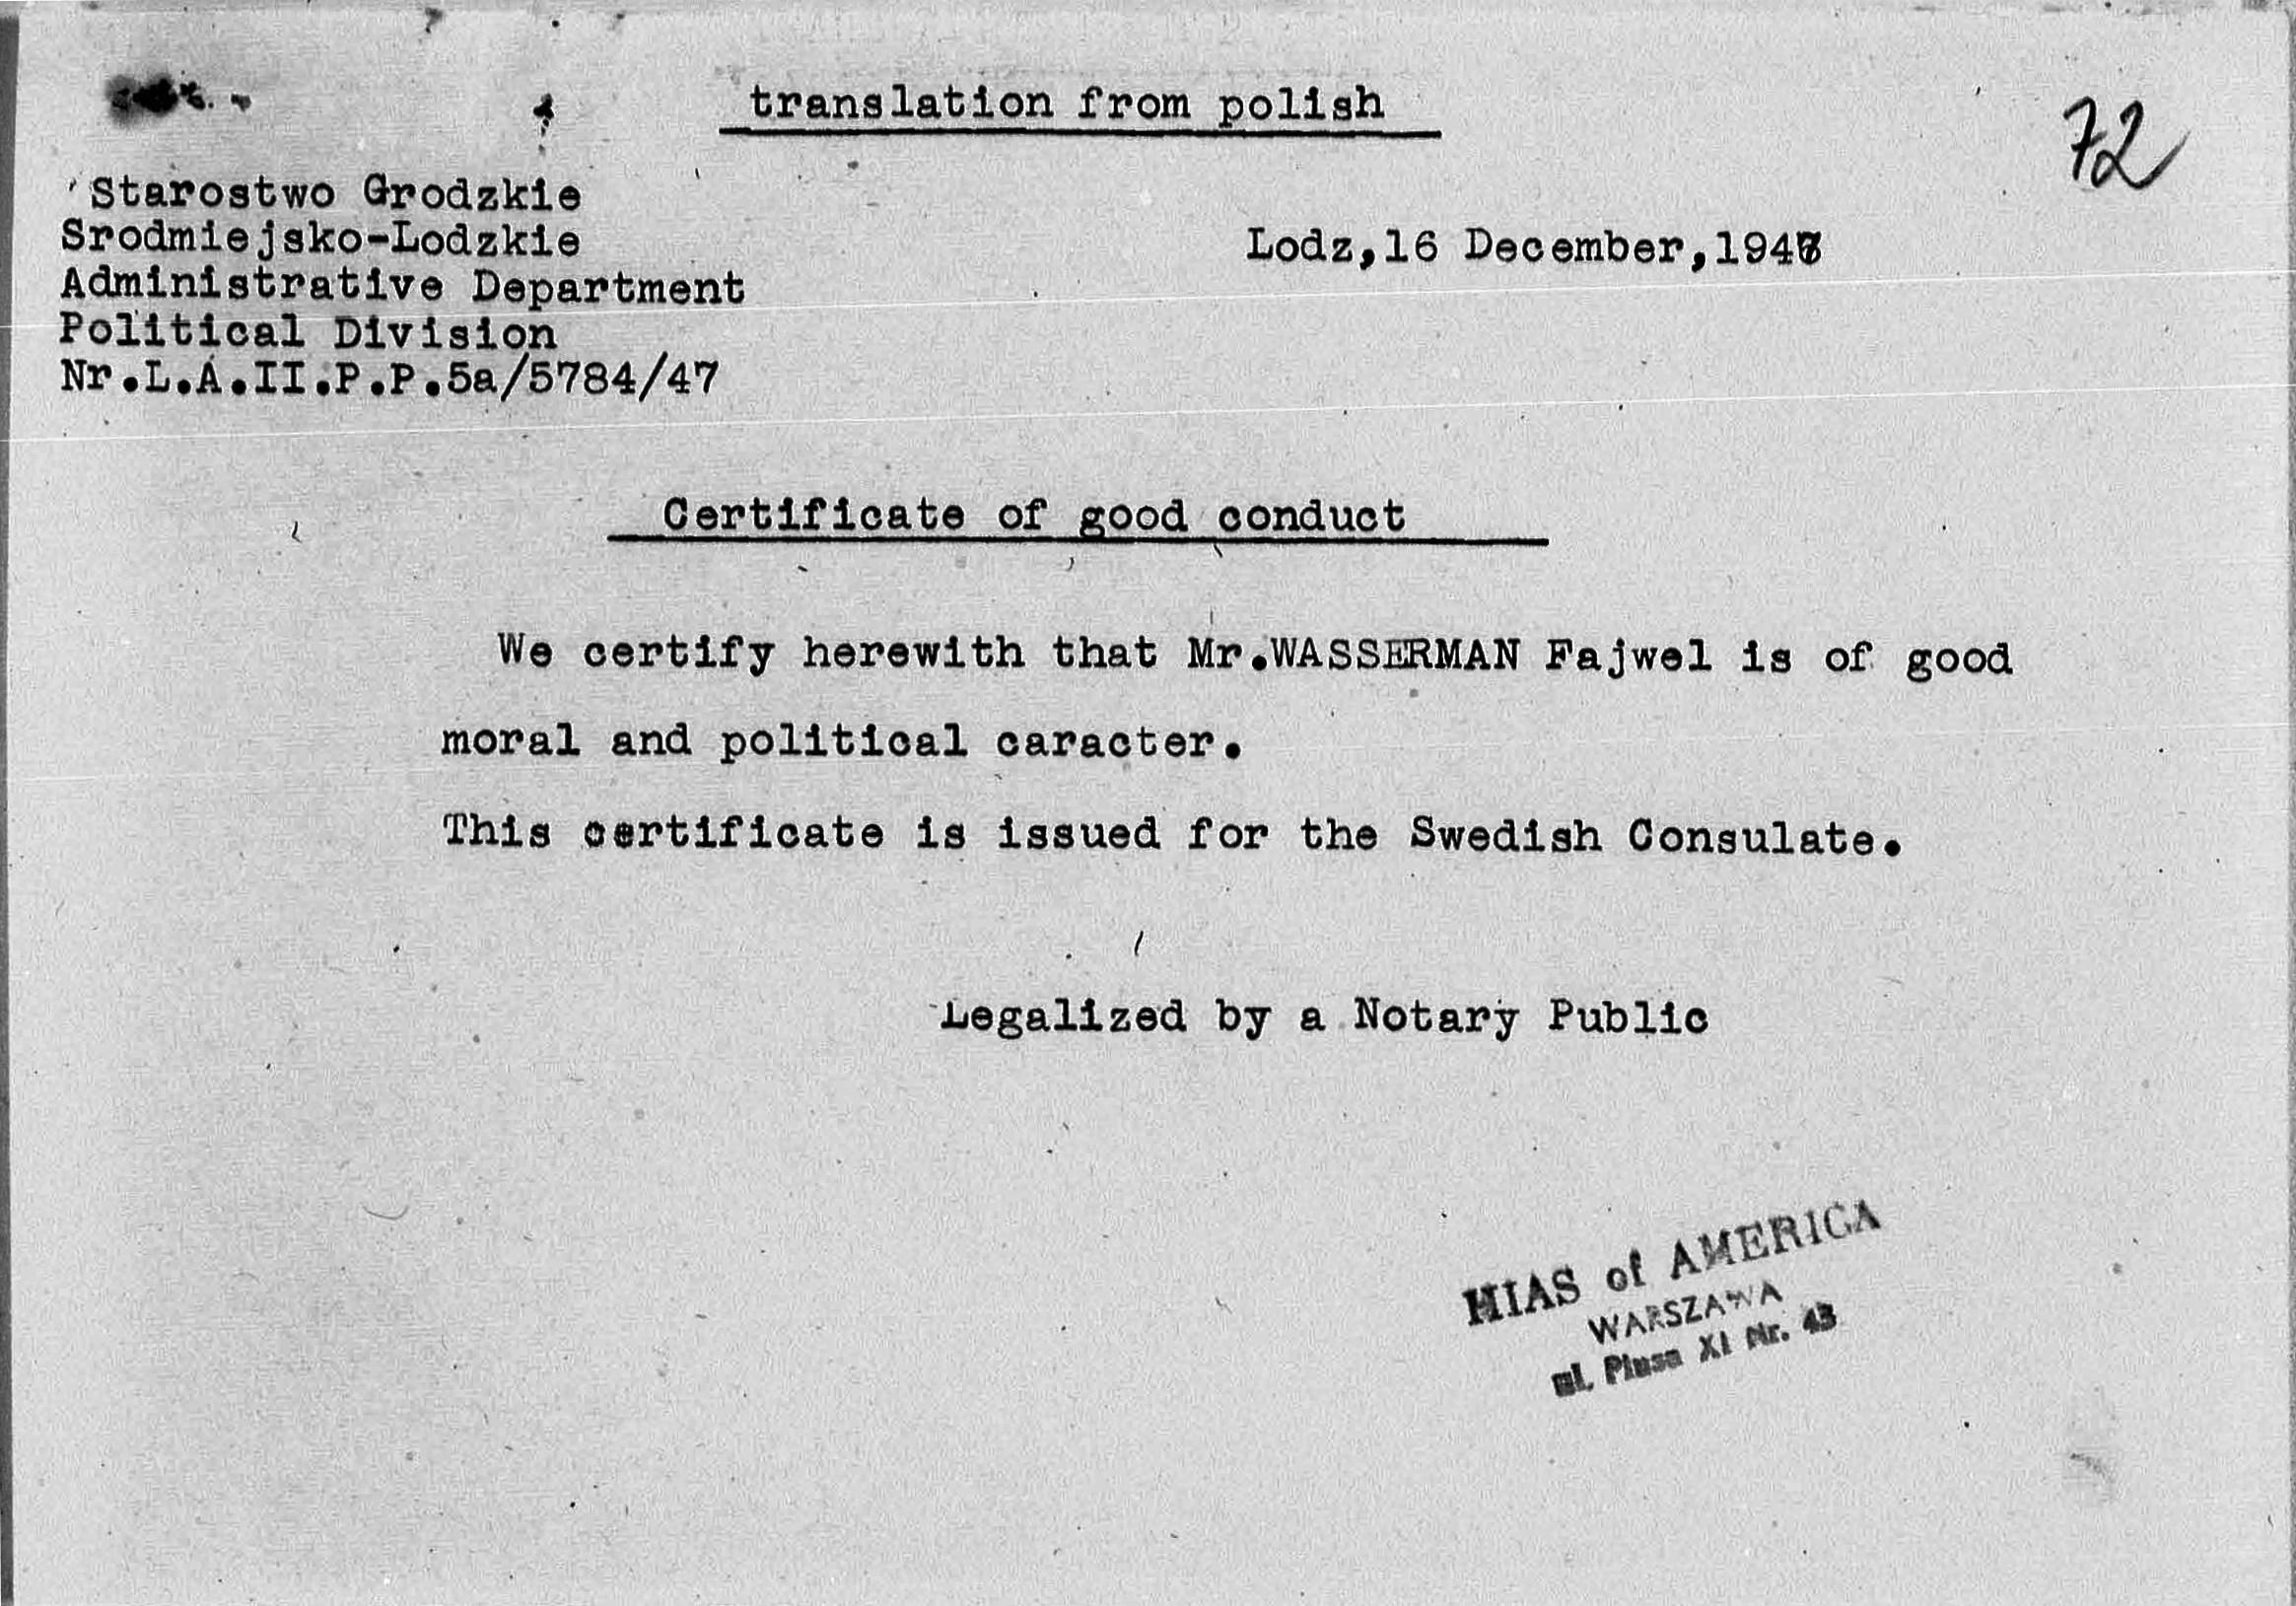 translation from polish
72
Starostwo Grodzkie
Srodmiejsko-Lodzkie
Lodz,16 December,1947
Administrative Department
Political Division
Nr.L.A.II.P.P.5a/5784/47
Certificate of good conduct
We certify herewith that Mr.WASSERMAN Fajwel is of good
moral and political caracter.
This certificate is issued for the Swedish Consulate.
Legalized by a Notary Public
HIAS of AMERICA
WARSZAWA
ul. Piusa XI Nr. 43